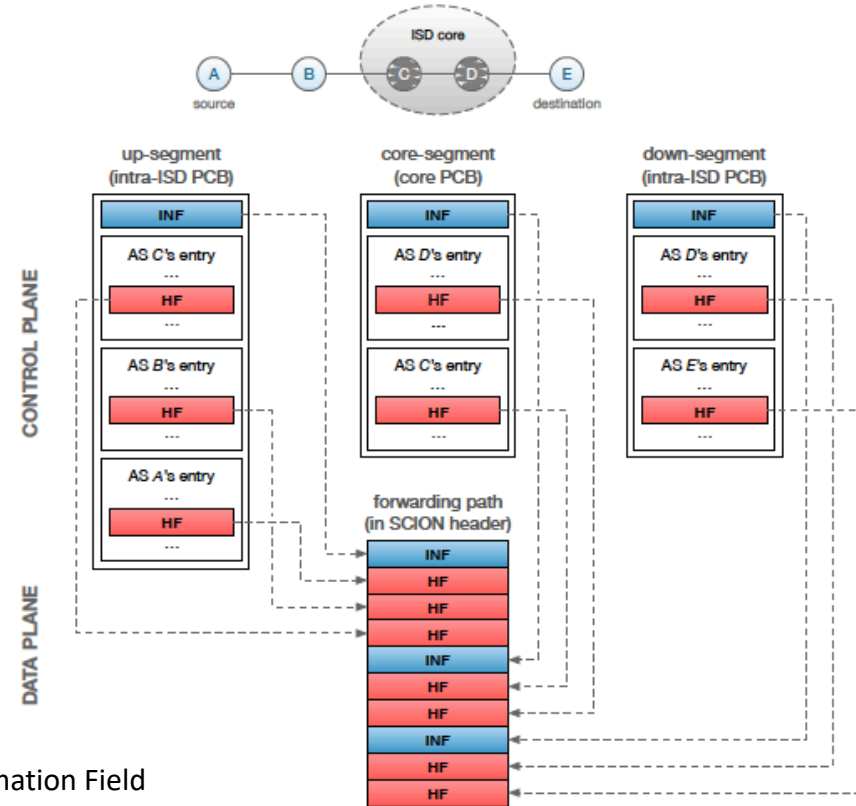 ISD core
A
B
C
D
E
source
destination
up-segment
(intra-ISD PCB)
core-segment
(core PCB)
down-segment
(intra-ISD PCB)
CONTROL PLANE
INF
AS C's entry
...
HF
...
AS B's entry
...
HF
...
AS A's entry
...
HF
...
INF
AS D's entry
...
HF
...
AS C's entry
...
HF
...
INF
AS D's entry
...
HF
...
AS E's entry
...
HF
...
DATA PLANE
forwarding path
(in SCION header)
INF
HF
HF
HF
INF
HF
HF
INF
HF
HF
Field